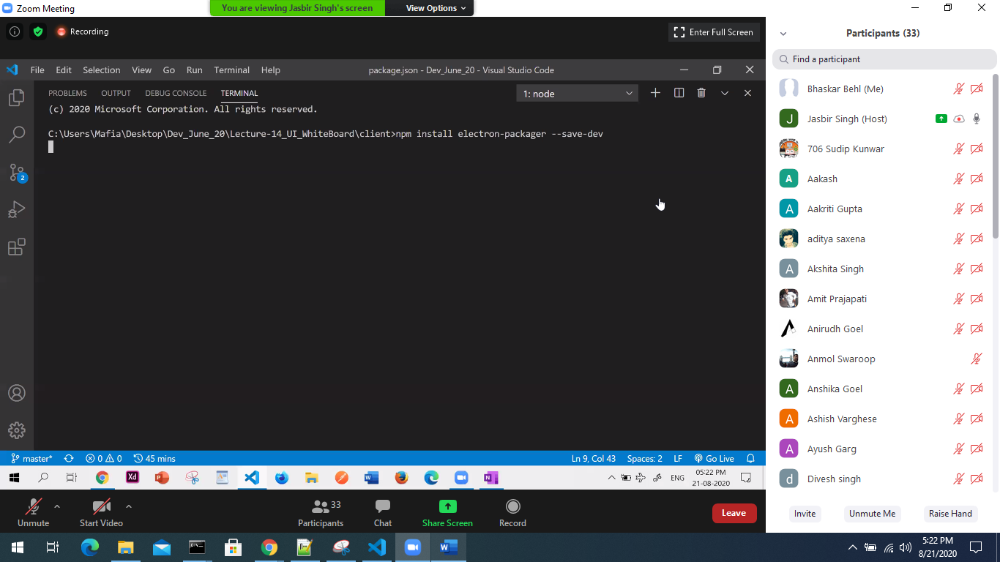 Zoom Meeting
You are viewing Jasbir Singh's screen
View Options
Recording
Enter Full Screen
File Edit Selection View Go Run Terminal Help
package.json - Dev_June_20 - Visual Studio Code
PROBLEMS OUTPUT DEBUG CONSOLE TERMINAL
1: node
(c) 2020 Microsoft Corporation. All rights reserved.
C:\Users\Mafia\Desktop\Dev_June_20\Lecture-14_UI_WhiteBoard\client>npm install electron-packager --save-dev
2
master* 0 0 45 mins
Ln 9, Col 43 Spaces: 2 LF Go Live
Xd
ENG
05:22 PM
21-08-2020
Unmute
Start Video
33
Participants
Chat
Share Screen
Record
Leave
Participants (33)
Find a participant
Bhaskar Behl (Me)
J Jasbir Singh (Host)
706 Sudip Kunwar
A Aakash
A Aakriti Gupta
aditya saxena
A Akshita Singh
Amit Prajapati
Anirudh Goel
Anmol Swaroop
A Anshika Goel
A Ashish Varghese
A Ayush Garg
d Divesh singh
Invite
Unmute Me
Raise Hand
5:22 PM
8/21/2020